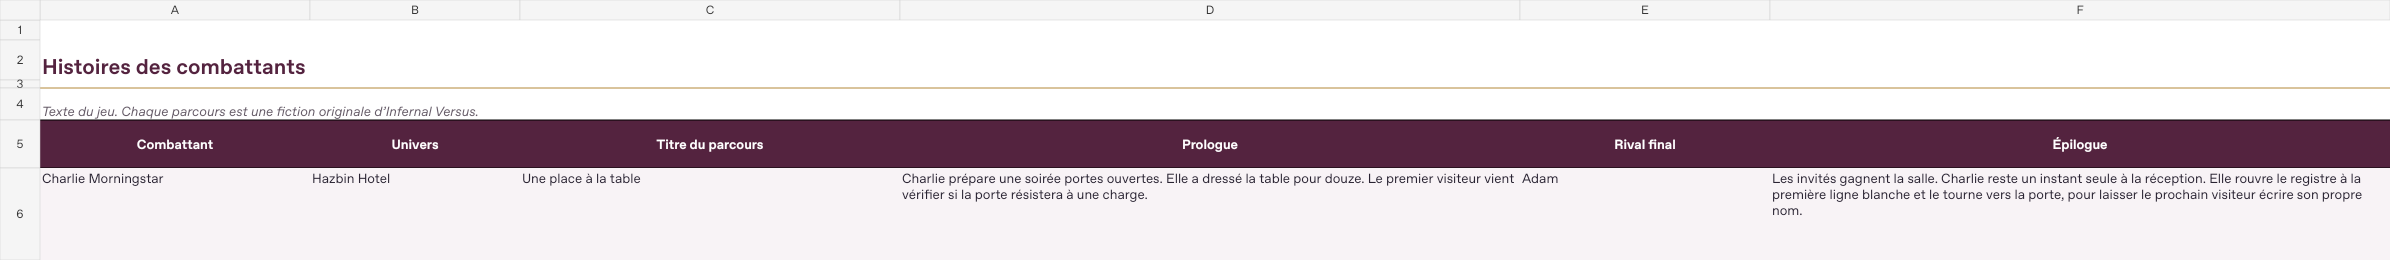 A B C D E F
1
2 Histoires des combattants
3
4 Texte du jeu. Chaque parcours est une fiction originale d’Infernal Versus.
5 Combattant Univers Titre du parcours Prologue Rival final Épilogue
6
Charlie Morningstar
Hazbin Hotel
Une place à la table
Charlie prépare une soirée portes ouvertes. Elle a dressé la table pour douze. Le premier visiteur vient
vérifier si la porte résistera à une charge.
Adam
Les invités gagnent la salle. Charlie reste un instant seule à la réception. Elle rouvre le registre à la
première ligne blanche et le tourne vers la porte, pour laisser le prochain visiteur écrire son propre
nom.